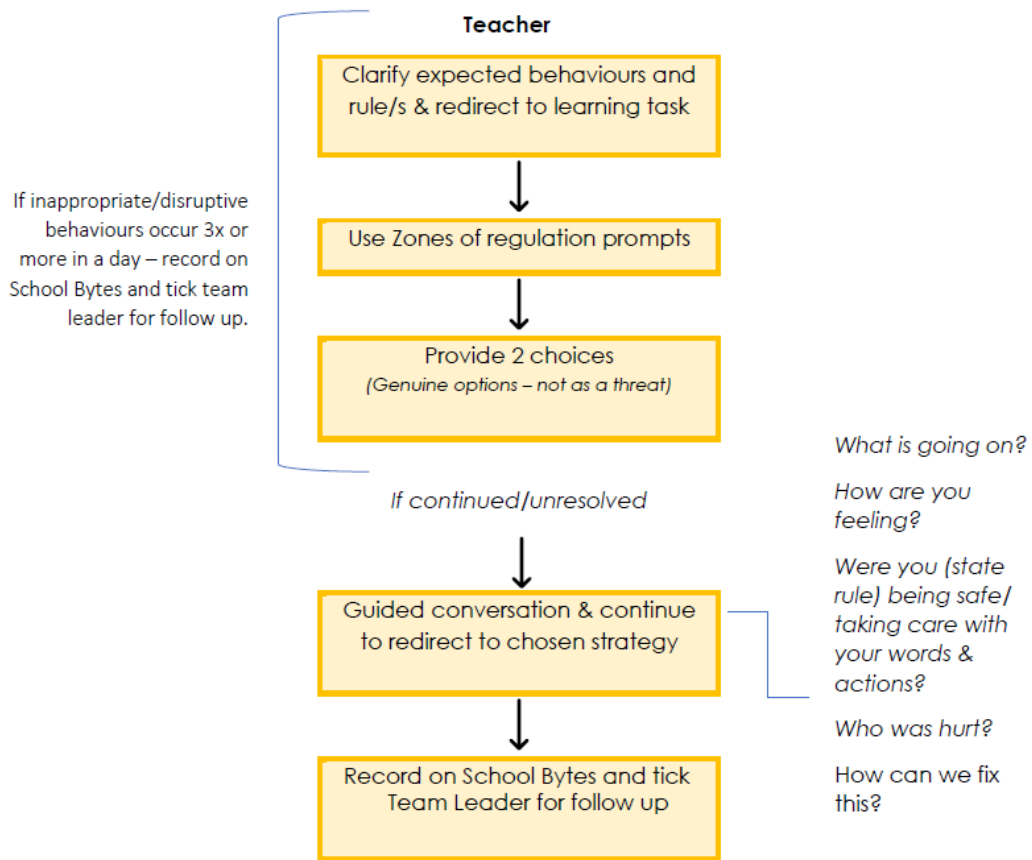 Teacher
Clarify expected behaviours and
rule/s & redirect to learning task
If inappropriate/disruptive
behaviours occur 3x or
more in a day – record on
School Bytes and tick team
leader for follow up.
Use Zones of regulation prompts
Provide 2 choices
(Genuine options – not as a threat)
If continued/unresolved
Guided conversation & continue
to redirect to chosen strategy
What is going on?
How are you
feeling?
Were you (state
rule) being safe/
taking care with
your words &
actions?
Who was hurt?
How can we fix
this?
Record on School Bytes and tick
Team Leader for follow up